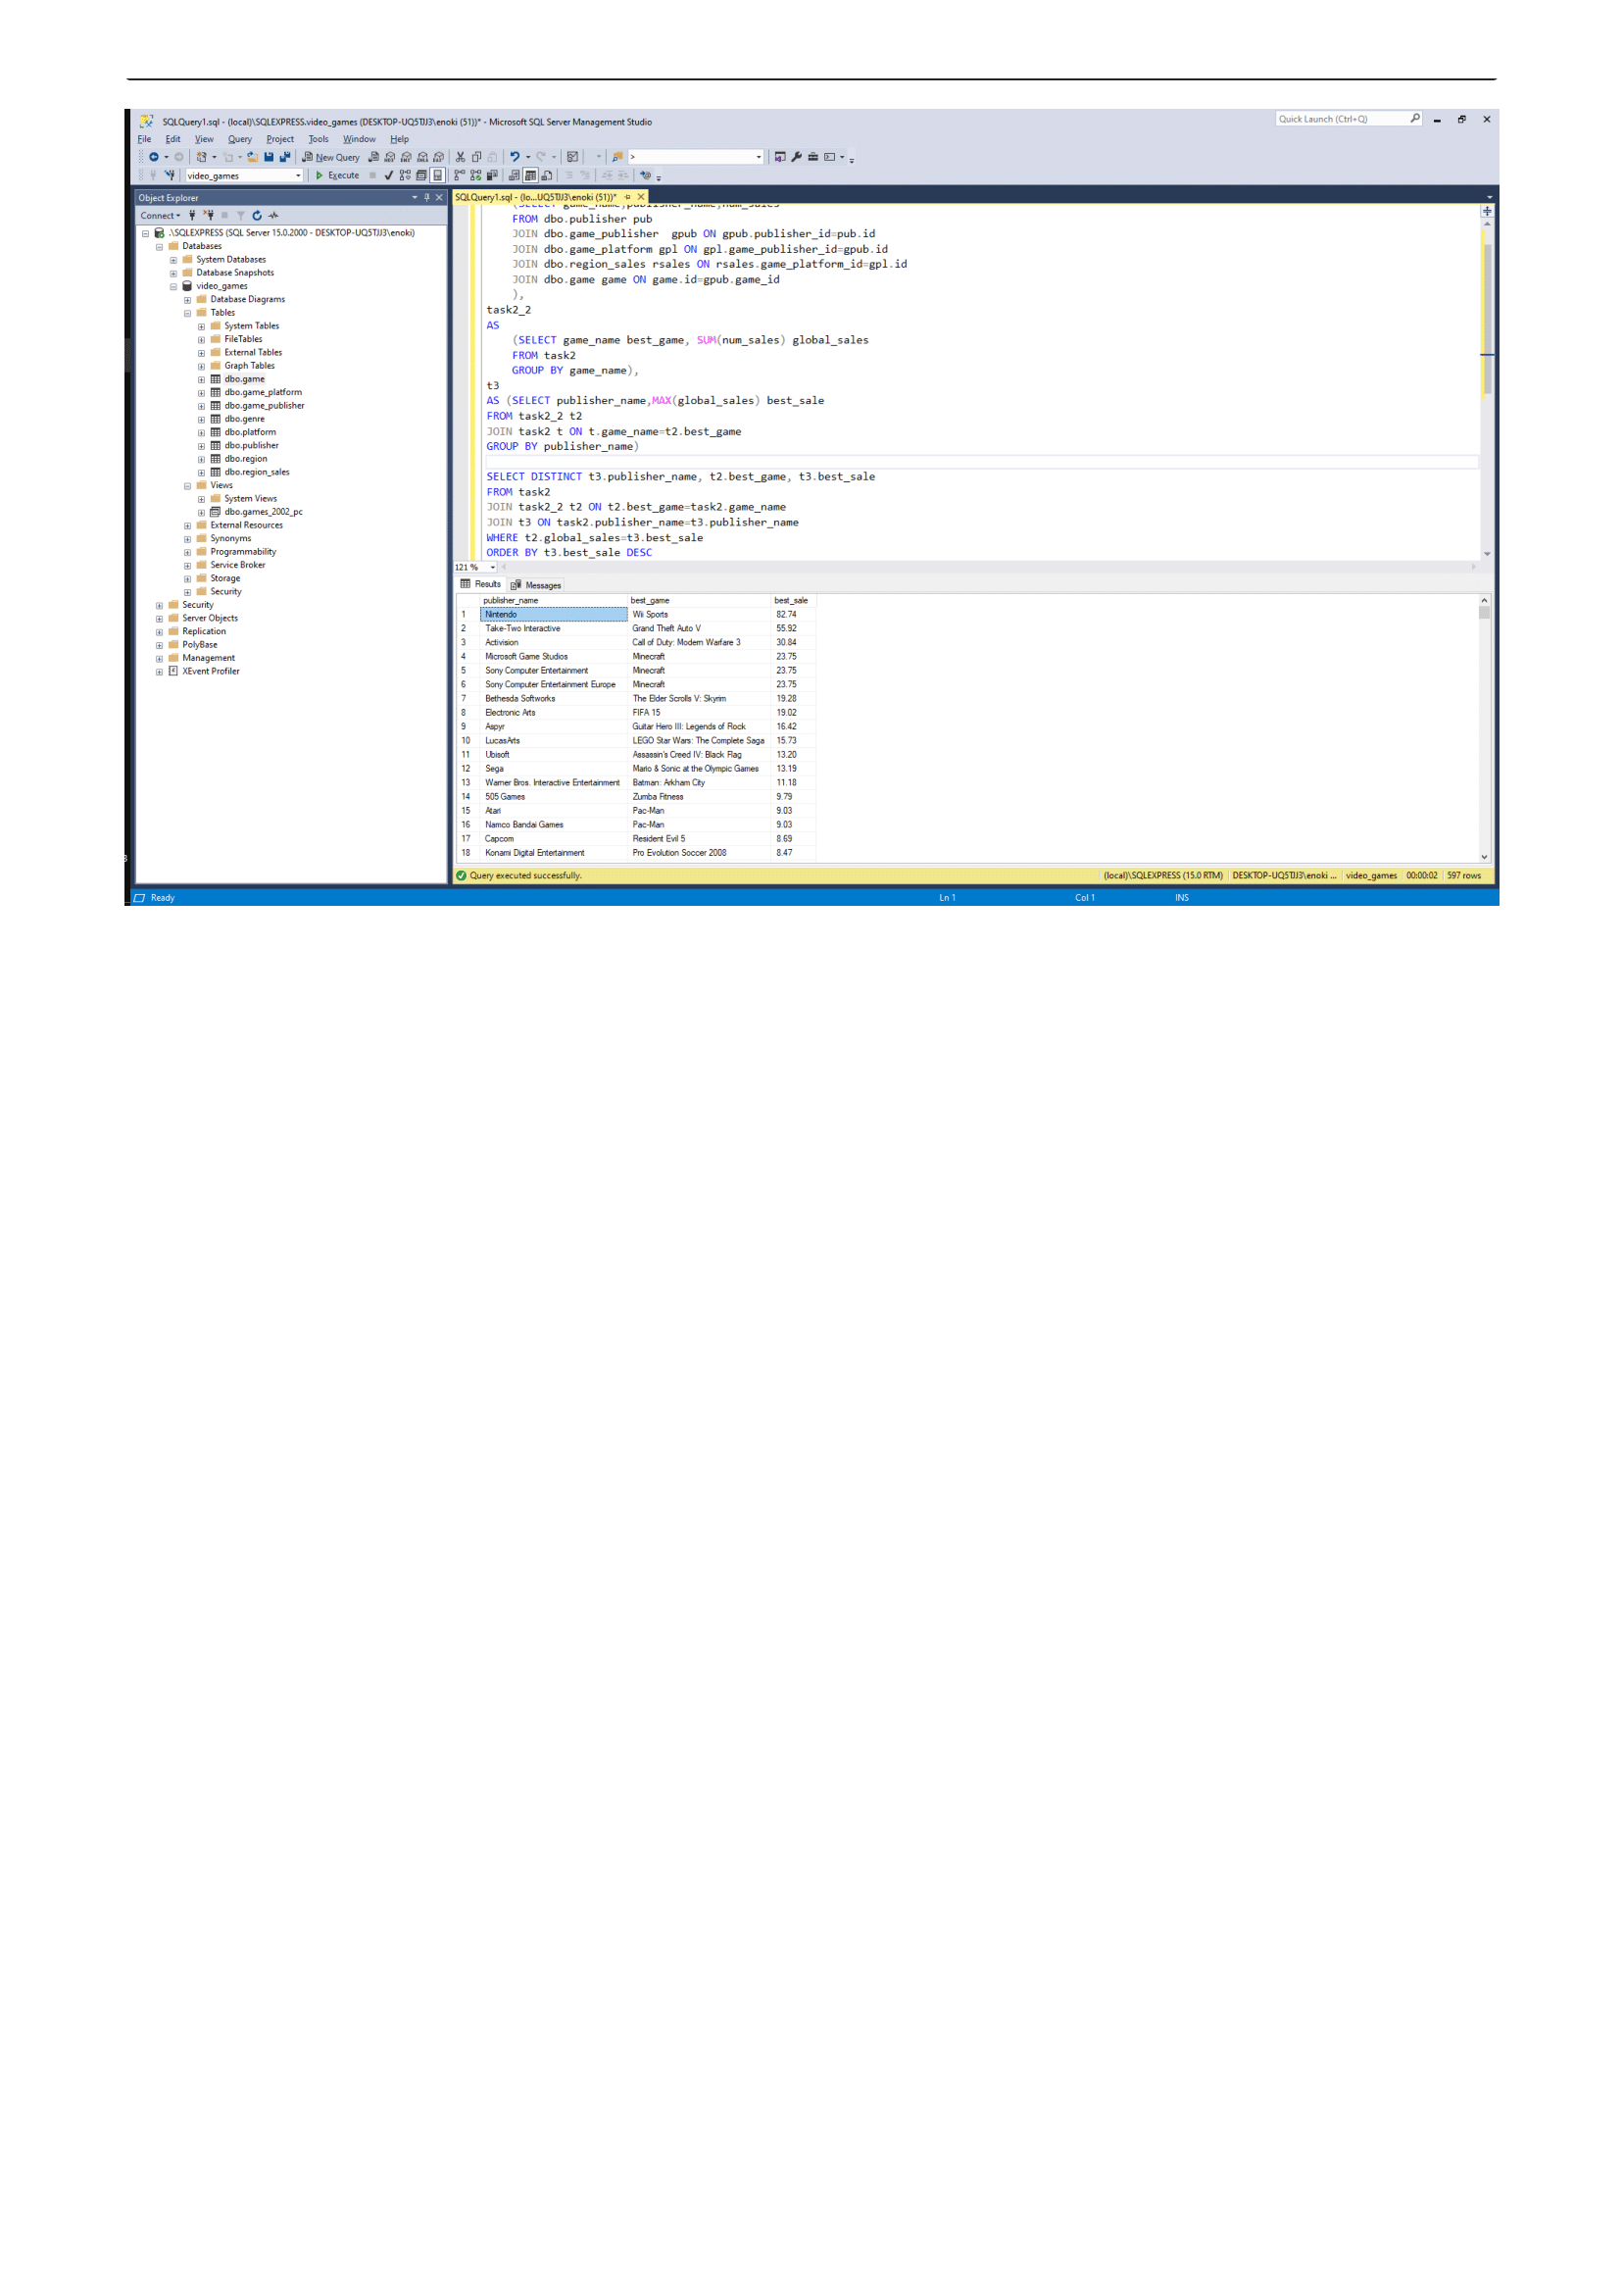 SQLQuery1.sql - (local)\SQLEXPRESS.video_games (DESKTOP-UQ5TJJ3\enoki (51))* - Microsoft SQL Server Management Studio
Quick Launch (Ctrl+Q)
File Edit View Query Project Tools Window Help
New Query
>
video_games
Execute
Object Explorer
Connect
.\SQLEXPRESS (SQL Server 15.0.2000 - DESKTOP-UQ5TJJ3\enoki)
Databases
System Databases
Database Snapshots
video_games
Database Diagrams
Tables
System Tables
FileTables
External Tables
Graph Tables
dbo.game
dbo.game_platform
dbo.game_publisher
dbo.genre
dbo.platform
dbo.publisher
dbo.region
dbo.region_sales
Views
System Views
dbo.games_2002_pc
External Resources
Synonyms
Programmability
Service Broker
Storage
Security
Security
Server Objects
Replication
PolyBase
Management
XEvent Profiler
SQLQuery1.sql - (lo...UQ5TJJ3\enoki (51))*
(SELECT game_name,publisher_name,num_sales
FROM dbo.publisher pub
JOIN dbo.game_publisher gpub ON gpub.publisher_id=pub.id
JOIN dbo.game_platform gpl ON gpl.game_publisher_id=gpub.id
JOIN dbo.region_sales rsales ON rsales.game_platform_id=gpl.id
JOIN dbo.game game ON game.id=gpub.game_id
),
task2_2
AS
(SELECT game_name best_game, SUM(num_sales) global_sales
FROM task2
GROUP BY game_name),
t3
AS (SELECT publisher_name,MAX(global_sales) best_sale
FROM task2_2 t2
JOIN task2 t ON t.game_name=t2.best_game
GROUP BY publisher_name)
SELECT DISTINCT t3.publisher_name, t2.best_game, t3.best_sale
FROM task2
JOIN task2_2 t2 ON t2.best_game=task2.game_name
JOIN t3 ON task2.publisher_name=t3.publisher_name
WHERE t2.global_sales=t3.best_sale
ORDER BY t3.best_sale DESC
121 %
Results Messages
publisher_name best_game best_sale
1 Nintendo Wii Sports 82.74
2 Take-Two Interactive Grand Theft Auto V 55.92
3 Activision Call of Duty: Modern Warfare 3 30.84
4 Microsoft Game Studios Minecraft 23.75
5 Sony Computer Entertainment Minecraft 23.75
6 Sony Computer Entertainment Europe Minecraft 23.75
7 Bethesda Softworks The Elder Scrolls V: Skyrim 19.28
8 Electronic Arts FIFA 15 19.02
9 Aspyr Guitar Hero III: Legends of Rock 16.42
10 LucasArts LEGO Star Wars: The Complete Saga 15.73
11 Ubisoft Assassin's Creed IV: Black Flag 13.20
12 Sega Mario & Sonic at the Olympic Games 13.19
13 Warner Bros. Interactive Entertainment Batman: Arkham City 11.18
14 505 Games Zumba Fitness 9.79
15 Atari Pac-Man 9.03
16 Namco Bandai Games Pac-Man 9.03
17 Capcom Resident Evil 5 8.69
18 Konami Digital Entertainment Pro Evolution Soccer 2008 8.47
Query executed successfully. (local)\SQLEXPRESS (15.0 RTM) DESKTOP-UQ5TJJ3\enoki ... video_games 00:00:02 597 rows
Ready Ln 1 Col 1 INS